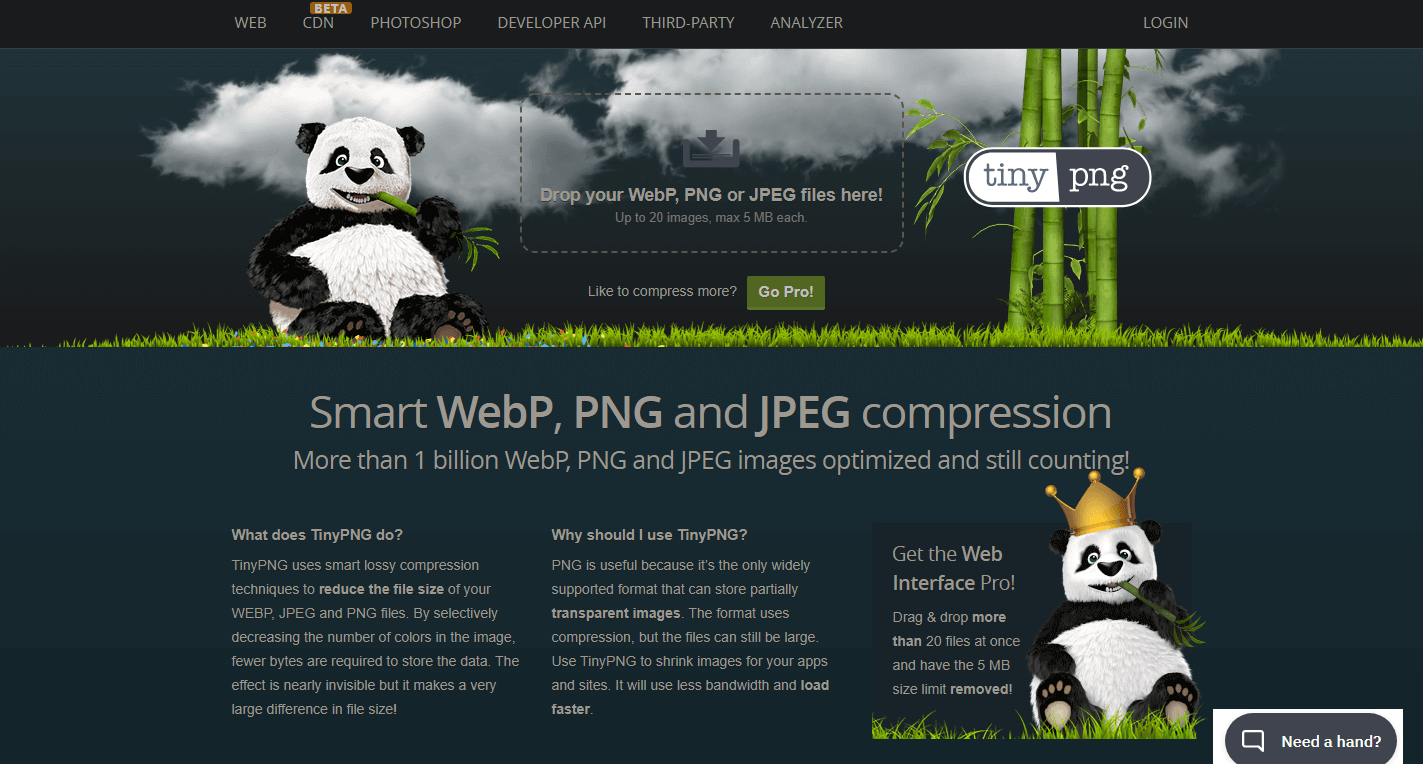 BETA
WEB CDN PHOTOSHOP DEVELOPER API THIRD-PARTY ANALYZER LOGIN
Drop your WebP, PNG or JPEG files here!
Up to 20 images, max 5 MB each.
tiny png
Like to compress more? Go Pro!
Smart WebP, PNG and JPEG compression
More than 1 billion WebP, PNG and JPEG images optimized and still counting!
What does TinyPNG do?
TinyPNG uses smart lossy compression
techniques to reduce the file size of your
WEBP, JPEG and PNG files. By selectively
decreasing the number of colors in the image,
fewer bytes are required to store the data. The
effect is nearly invisible but it makes a very
large difference in file size!
Why should I use TinyPNG?
PNG is useful because it's the only widely
supported format that can store partially
transparent images. The format uses
compression, but the files can still be large.
Use TinyPNG to shrink images for your apps
and sites. It will use less bandwidth and load
faster.
Get the Web
Interface Pro!
Drag & drop more
than 20 files at once
and have the 5 MB
size limit removed!
Need a hand?